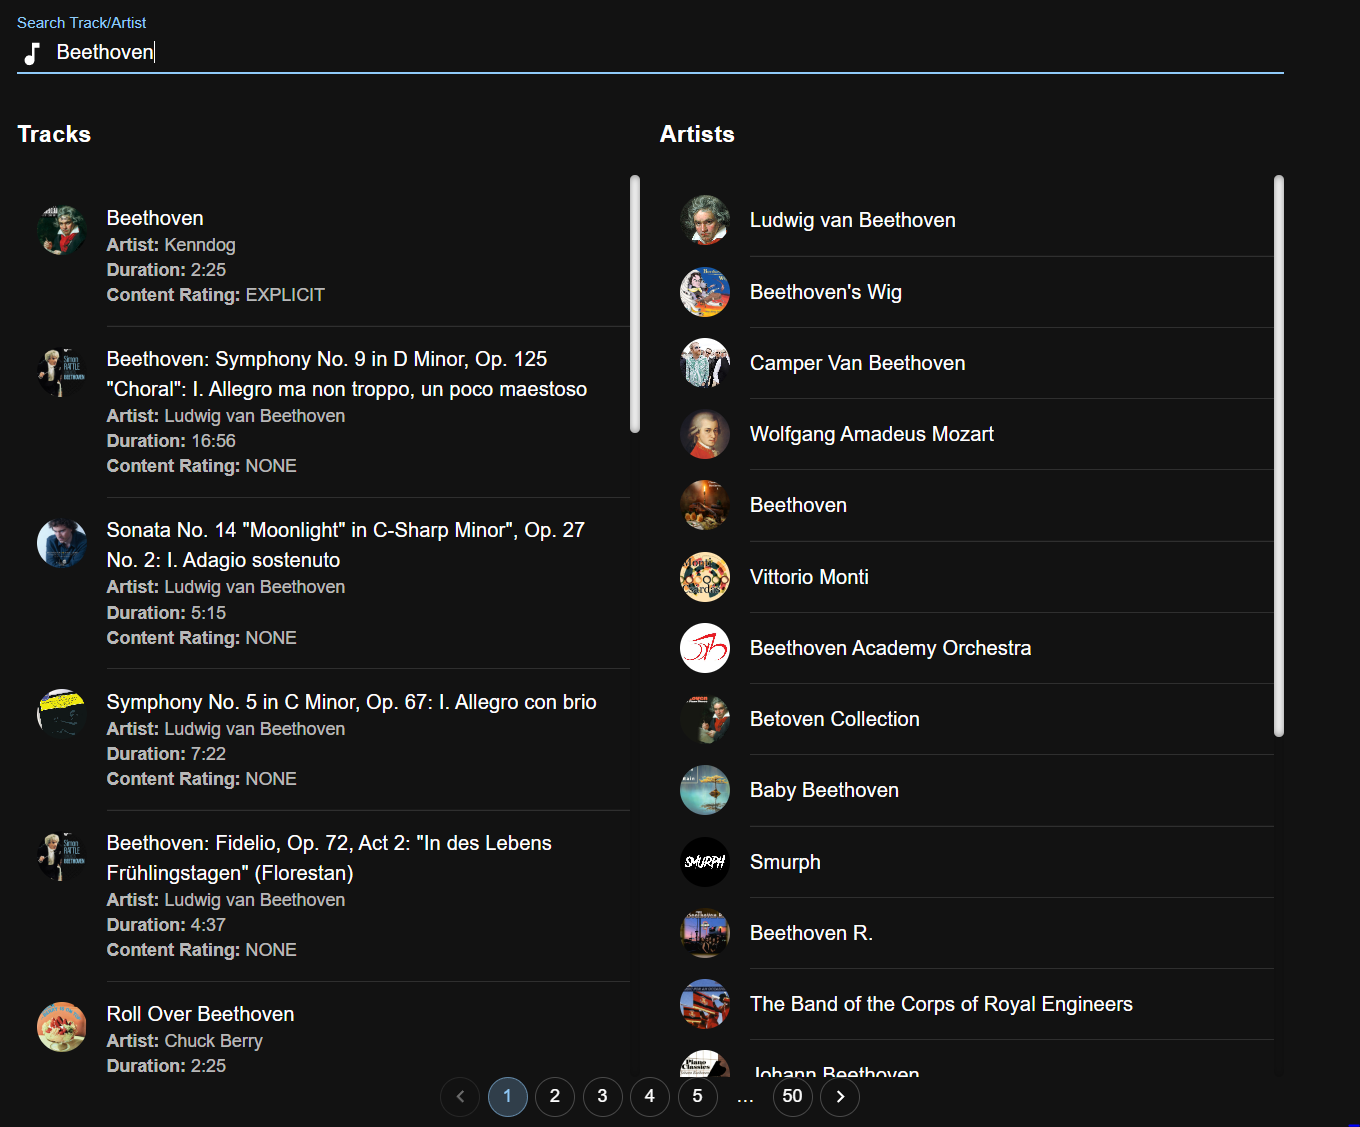 Search Track/Artist
Beethoven
Tracks
Beethoven
Artist: Kenndog
Duration: 2:25
Content Rating: EXPLICIT
Beethoven: Symphony No. 9 in D Minor, Op. 125
"Choral": I. Allegro ma non troppo, un poco maestoso
Artist: Ludwig van Beethoven
Duration: 16:56
Content Rating: NONE
Sonata No. 14 "Moonlight" in C-Sharp Minor", Op. 27
No. 2: I. Adagio sostenuto
Artist: Ludwig van Beethoven
Duration: 5:15
Content Rating: NONE
Symphony No. 5 in C Minor, Op. 67: I. Allegro con brio
Artist: Ludwig van Beethoven
Duration: 7:22
Content Rating: NONE
Beethoven: Fidelio, Op. 72, Act 2: "In des Lebens
Frühlingstagen" (Florestan)
Artist: Ludwig van Beethoven
Duration: 4:37
Content Rating: NONE
Roll Over Beethoven
Artist: Chuck Berry
Duration: 2:25
Artists
Ludwig van Beethoven
Beethoven's Wig
Camper Van Beethoven
Wolfgang Amadeus Mozart
Beethoven
Vittorio Monti
Beethoven Academy Orchestra
Betoven Collection
Baby Beethoven
SMURPH
Smurph
Beethoven R.
The Band of the Corps of Royal Engineers
Piano
Classics
Johann Beethoven
1 2 3 4 5 ... 50